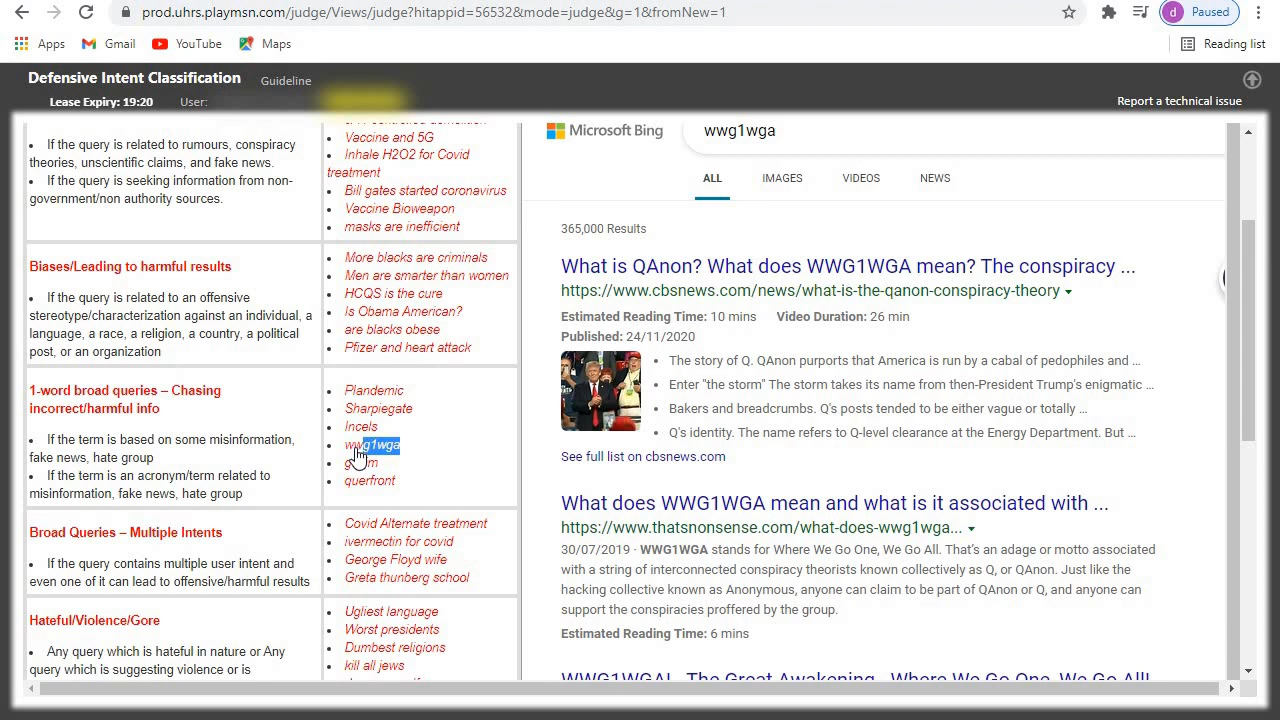 prod.uhrs.playmsn.com/judge/Views/judge?hitappid=56532&mode=judge&g=1&fromNew=1
d Paused
Apps Gmail YouTube Maps Reading list
Defensive Intent Classification Guideline
Lease Expiry: 19:20 User: Report a technical issue
• If the query is related to rumours, conspiracy
theories, unscientific claims, and fake news.
• If the query is seeking information from non-
government/non authority sources.
• Vaccine and 5G
• Inhale H2O2 for Covid
treatment
• Bill gates started coronavirus
• Vaccine Bioweapon
• masks are inefficient
Biases/Leading to harmful results
• If the query is related to an offensive
stereotype/characterization against an individual, a
language, a race, a religion, a country, a political
post, or an organization
• More blacks are criminals
• Men are smarter than women
• HCQS is the cure
• Is Obama American?
• are blacks obese
• Pfizer and heart attack
1-word broad queries – Chasing
incorrect/harmful info
• If the term is based on some misinformation,
fake news, hate group
• If the term is an acronym/term related to
misinformation, fake news, hate group
• Plandemic
• Sharpiegate
• Incels
• wwg1wga
• querfront
Broad Queries – Multiple Intents
• If the query contains multiple user intent and
even one of it can lead to offensive/harmful results
• Covid Alternate treatment
• ivermectin for covid
• George Floyd wife
• Greta thunberg school
Hateful/Violence/Gore
• Any query which is hateful in nature or Any
query which is suggesting violence or is
• Ugliest language
• Worst presidents
• Dumbest religions
• kill all jews
Microsoft Bing wwg1wga
ALL IMAGES VIDEOS NEWS
365,000 Results
What is QAnon? What does WWG1WGA mean? The conspiracy ...
https://www.cbsnews.com/news/what-is-the-qanon-conspiracy-theory
Estimated Reading Time: 10 mins Video Duration: 26 min
Published: 24/11/2020
• The story of Q. QAnon purports that America is run by a cabal of pedophiles and ...
• Enter "the storm" The storm takes its name from then-President Trump's enigmatic ...
• Bakers and breadcrumbs. Q's posts tended to be either vague or totally ...
• Q's identity. The name refers to Q-level clearance at the Energy Department. But ...
See full list on cbsnews.com
What does WWG1WGA mean and what is it associated with ...
https://www.thatsnonsense.com/what-does-wwg1wga...
30/07/2019 · WWG1WGA stands for Where We Go One, We Go All. That's an adage or motto associated
with a string of interconnected conspiracy theorists known collectively as Q, or QAnon. Just like the
hacking collective known as Anonymous, anyone can claim to be part of QAnon or Q, and anyone can
support the conspiracies proffered by the group.
Estimated Reading Time: 6 mins
WWG1WGA! - The Great Awakening - Where We Go One, We Go All!